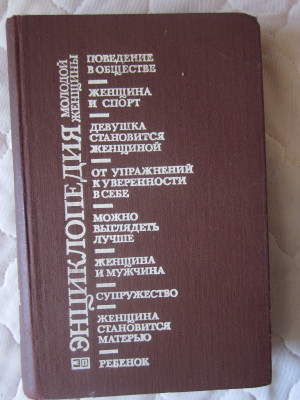 ЭНЦИКЛОПЕДИЯ
МОЛОДОЙ
ЖЕНЩИНЫ
ПОВЕДЕНИЕ
В ОБЩЕСТВЕ
ЖЕНЩИНА
И СПОРТ
ДЕВУШКА
СТАНОВИТСЯ
ЖЕНЩИНОЙ
ОТ УПРАЖНЕНИЙ
К УВЕРЕННОСТИ
В СЕБЕ
МОЖНО
ВЫГЛЯДЕТЬ
ЛУЧШЕ
ЖЕНЩИНА
И МУЖЧИНА
СУПРУЖЕСТВО
ЖЕНЩИНА
СТАНОВИТСЯ
МАТЕРЬЮ
РЕБЕНОК